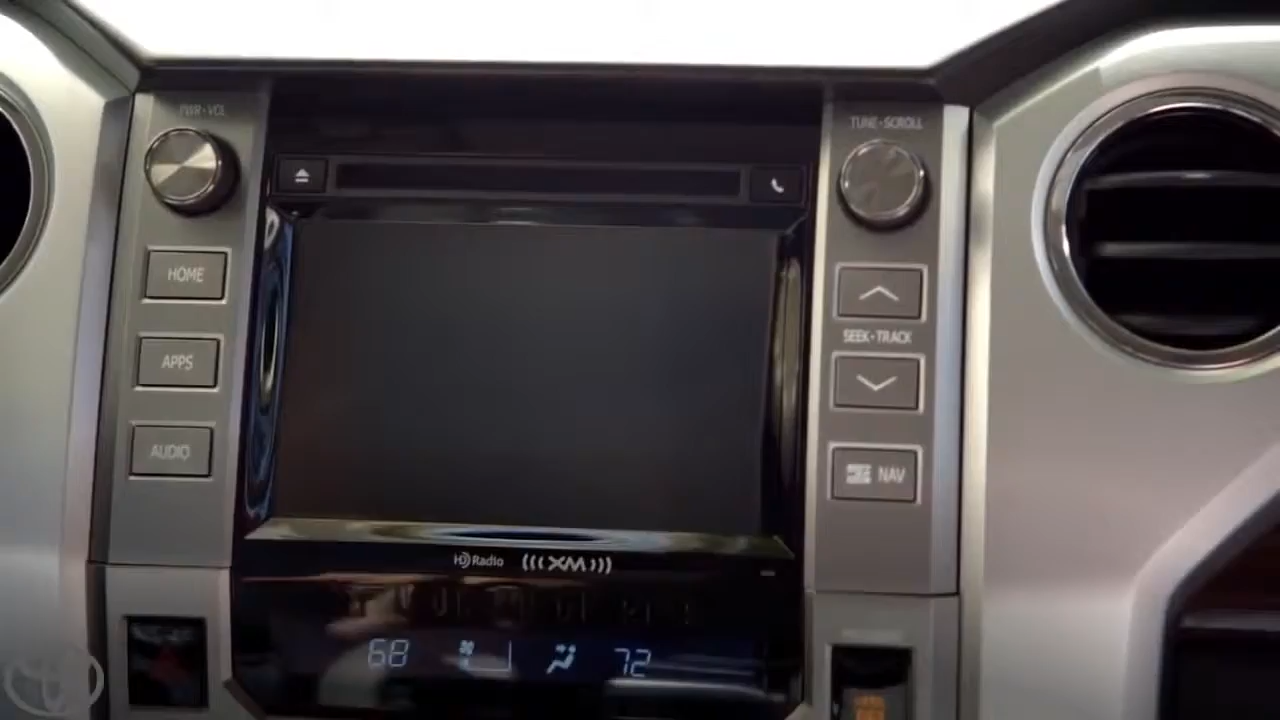 PWR•VOL
TUNE•SCROLL
HOME
SEEK•TRACK
APPS
AUDIO
NAV
HD Radio
((( XM )))
68
72